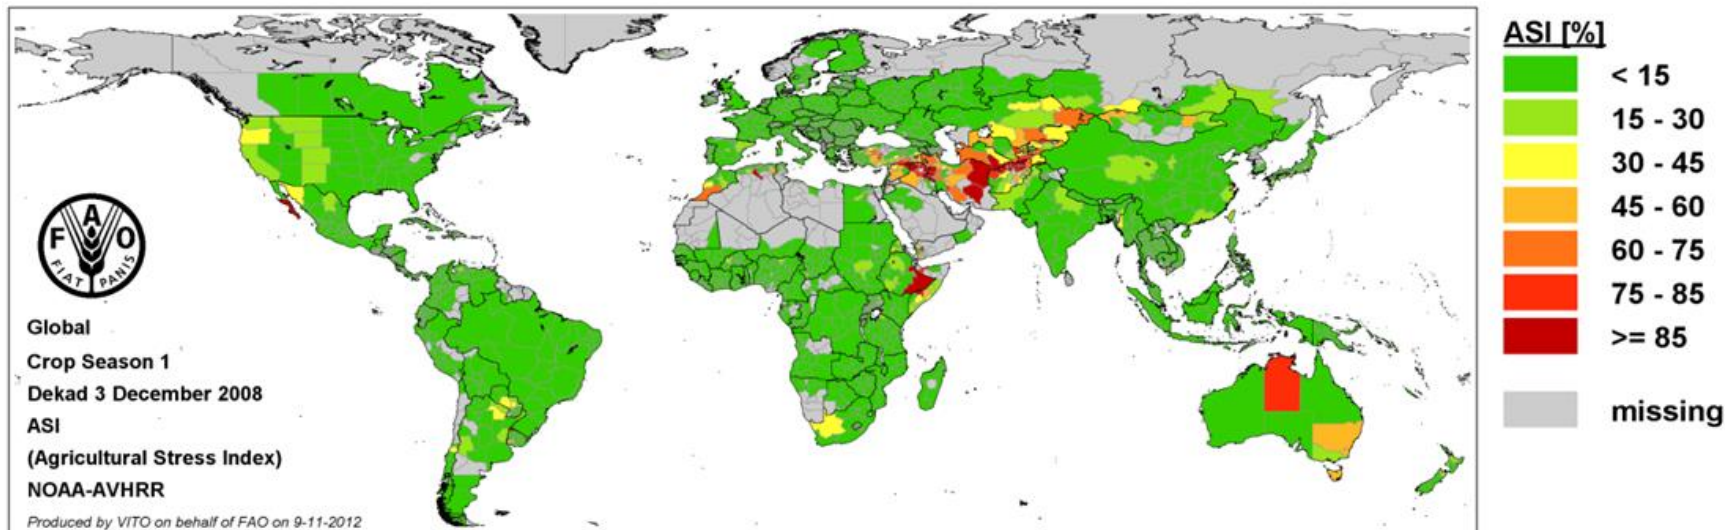 F A O
FIAT PANIS
Global
Crop Season 1
Dekad 3 December 2008
ASI
(Agricultural Stress Index)
NOAA-AVHRR
Produced by VITO on behalf of FAO on 9-11-2012
ASI [%]
< 15
15 - 30
30 - 45
45 - 60
60 - 75
75 - 85
>= 85
missing